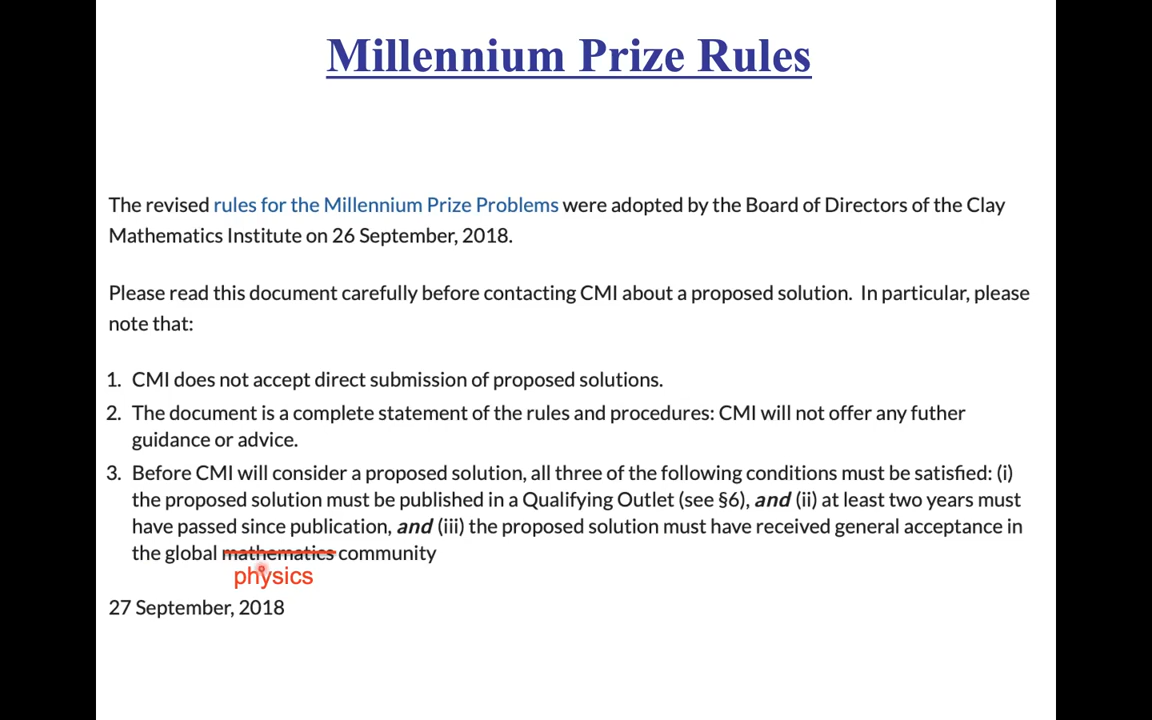 Millennium Prize Rules
The revised rules for the Millennium Prize Problems were adopted by the Board of Directors of the Clay
Mathematics Institute on 26 September, 2018.
Please read this document carefully before contacting CMI about a proposed solution.  In particular, please
note that:
1. CMI does not accept direct submission of proposed solutions.
2. The document is a complete statement of the rules and procedures: CMI will not offer any futher
guidance or advice.
3. Before CMI will consider a proposed solution, all three of the following conditions must be satisfied: (i)
the proposed solution must be published in a Qualifying Outlet (see §6), and (ii) at least two years must
have passed since publication, and (iii) the proposed solution must have received general acceptance in
the global mathematics community
physics
27 September, 2018